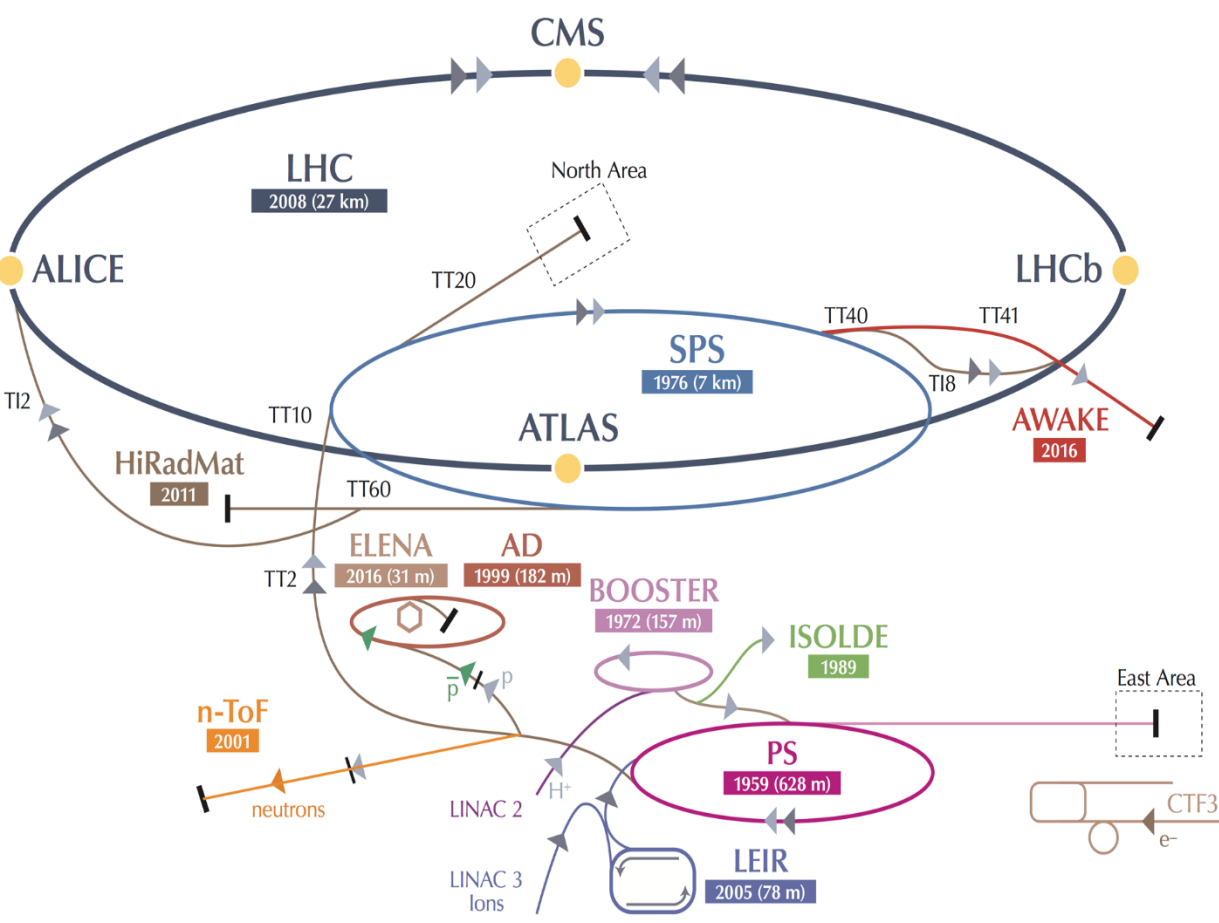 CMS
LHC
2008 (27 km)
North Area
ALICE
LHCb
TT20
TT40
TT41
SPS
1976 (7 km)
TI8
TI2
TT10
ATLAS
AWAKE
2016
HiRadMat
2011
TT60
ELENA
2016 (31 m)
AD
1999 (182 m)
TT2
BOOSTER
1972 (157 m)
ISOLDE
1989
p̅
p
East Area
n-ToF
2001
PS
1959 (628 m)
neutrons
H⁺
LINAC 2
CTF3
e⁻
LEIR
2005 (78 m)
LINAC 3
Ions